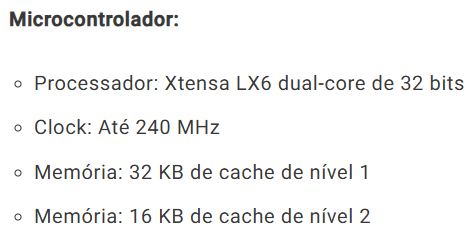 Microcontrolador:
Processador: Xtensa LX6 dual-core de 32 bits
Clock: Até 240 MHz
Memória: 32 KB de cache de nível 1
Memória: 16 KB de cache de nível 2